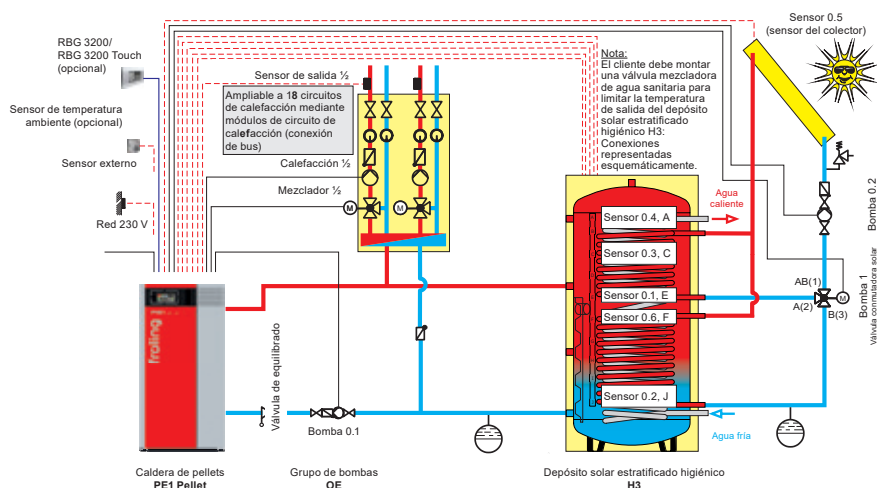 RBG 3200/
RBG 3200 Touch
(opcional)
Sensor de temperatura
ambiente (opcional)
Sensor externo
Red 230 V
Sensor de salida ½
Ampliable a 18 circuitos
de calefacción mediante
módulos de circuito de
calefacción (conexión
de bus)
Calefacción ½
Mezclador ½
M
M
Nota:
El cliente debe montar
una válvula mezcladora
de agua sanitaria para
limitar la temperatura
de salida del depósito
solar estratificado
higiénico H3:
Conexiones
representadas
esquemáticamente.
Sensor 0.5
(sensor del colector)
Agua
caliente
Sensor 0.4, A
Sensor 0.3, C
Sensor 0.1, E
Sensor 0.6, F
Sensor 0.2, J
Agua fría
AB(1)
A(2)
B(3)
M
Bomba 0.2
Bomba 1
Válvula conmutadora solar
froling
Válvula de equilibrado
Bomba 0.1
Caldera de pellets
PE1 Pellet
Grupo de bombas
OE
Depósito solar estratificado higiénico
H3